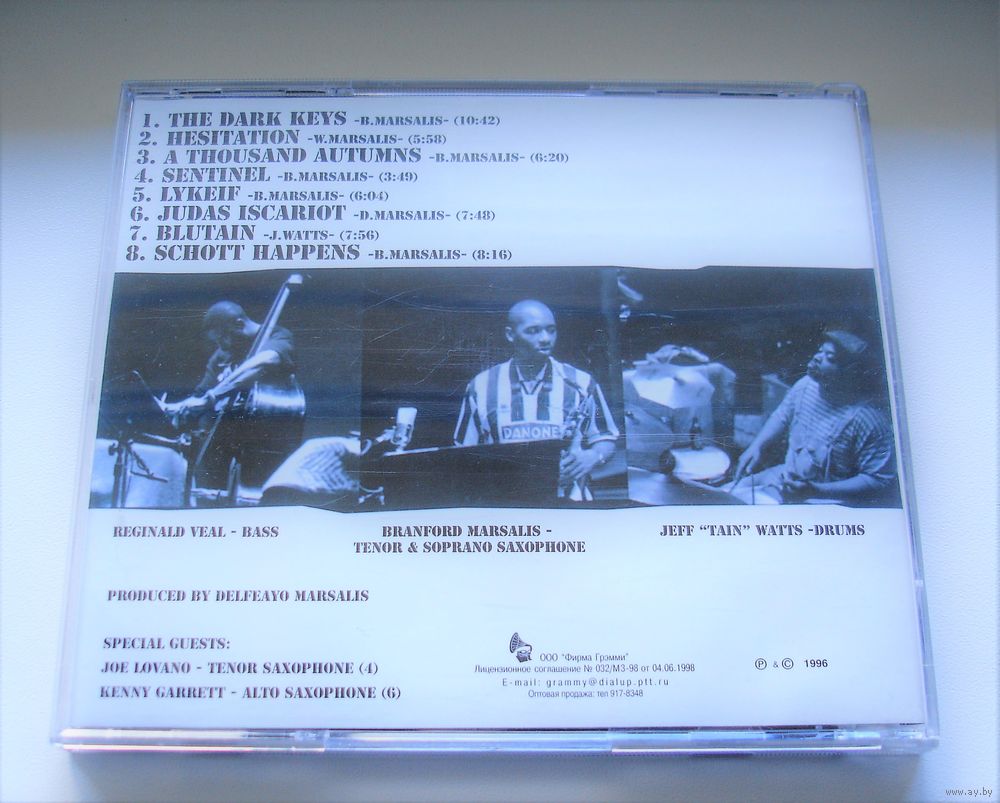 1. THE DARK KEYS -B.MARSALIS- (10:42)
2. HESITATION -W.MARSALIS- (5:58)
3. A THOUSAND AUTUMNS -B.MARSALIS- (6:20)
4. SENTINEL -B.MARSALIS- (3:49)
5. LYKEIF -B.MARSALIS- (6:04)
6. JUDAS ISCARIOT -D.MARSALIS- (7:48)
7. BLUTAIN -J.WATTS- (7:56)
8. SCHOTT HAPPENS -B.MARSALIS- (8:16)
DANONE
REGINALD VEAL - BASS
BRANFORD MARSALIS -
TENOR & SOPRANO SAXOPHONE
JEFF “TAIN” WATTS -DRUMS
PRODUCED BY DELFEAYO MARSALIS
SPECIAL GUESTS:
JOE LOVANO - TENOR SAXOPHONE (4)
KENNY GARRETT - ALTO SAXOPHONE (6)
ООО "Фирма Грэмми"
Лицензионное соглашение № 032/МЗ-98 от 04.06.1998
E-mail: grammy@dialup.ptt.ru
Оптовая продажа: тел 917-8348
℗ & © 1996
www.ay.by